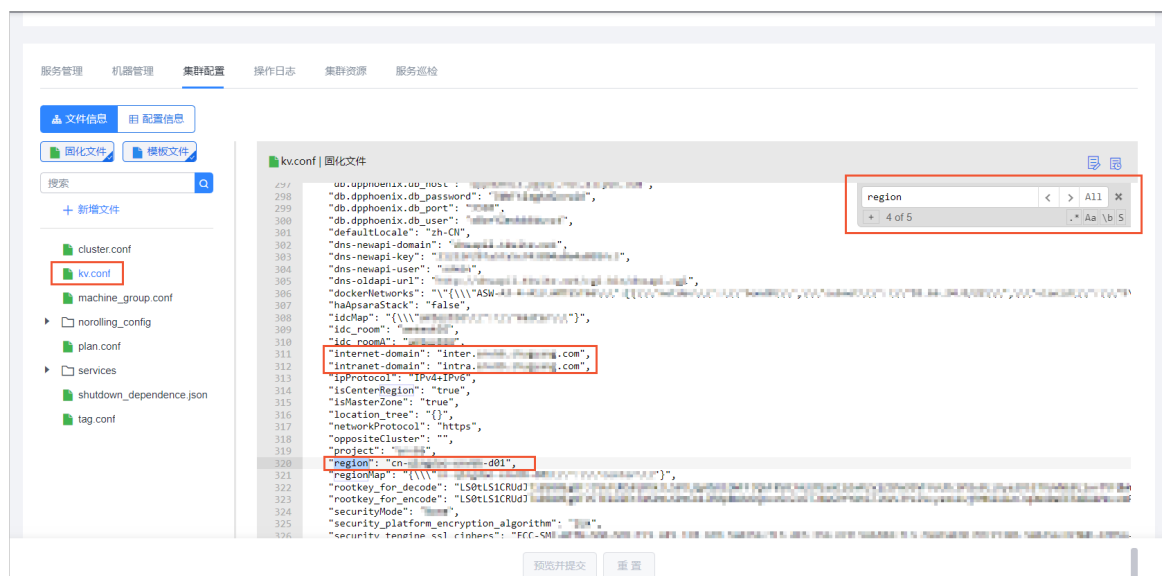 服务管理 机器管理 集群配置 操作日志 集群资源 服务巡检
文件信息 配置信息
固化文件 模板文件
搜索
+ 新增文件
cluster.conf
kv.conf
machine_group.conf
norolling_config
plan.conf
services
shutdown_dependence.json
tag.conf
kv.conf | 固化文件
region < > All ×
+ 4 of 5 .* Aa \b S
297 "db.dpphoenix.db_host":
298 "db.dpphoenix.db_password":
299 "db.dpphoenix.db_port":
300 "db.dpphoenix.db_user":
301 "defaultLocale": "zh-CN",
302 "dns-newapi-domain":
303 "dns-newapi-key":
304 "dns-newapi-user":
305 "dns-oldapi-url":
306 "dockerNetworks": "\"{\\\"ASW-
307 "haApsaraStack": "false",
308 "idcMap": "{\\\"
309 "idc_room":
310 "idc_roomA":
311 "internet-domain": "inter. .com",
312 "intranet-domain": "intra. .com",
313 "ipProtocol": "IPv4+IPv6",
314 "isCenterRegion": "true",
315 "isMasterZone": "true",
316 "location_tree": "{}",
317 "networkProtocol": "https",
318 "oppositeCluster": "",
319 "project":
320 "region": "cn- -d01",
321 "regionMap": "{\\\"
322 "rootkey_for_decode": "LS0tLS1CRUdJ
323 "rootkey_for_encode": "LS0tLS1CRUdJ
324 "securityMode":
325 "security_platform_encryption_algorithm":
326 "security_tengine_ssl_ciphers":
预览并提交 重置